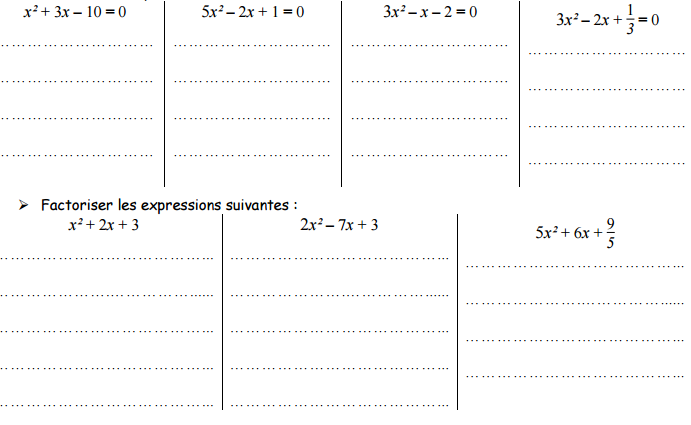 x² + 3x – 10 = 0
5x² – 2x + 1 = 0
3x² – x – 2 = 0
3x² – 2x + 1/3 = 0
➢ Factoriser les expressions suivantes :
x² + 2x + 3
2x² – 7x + 3
5x² + 6x + 9/5